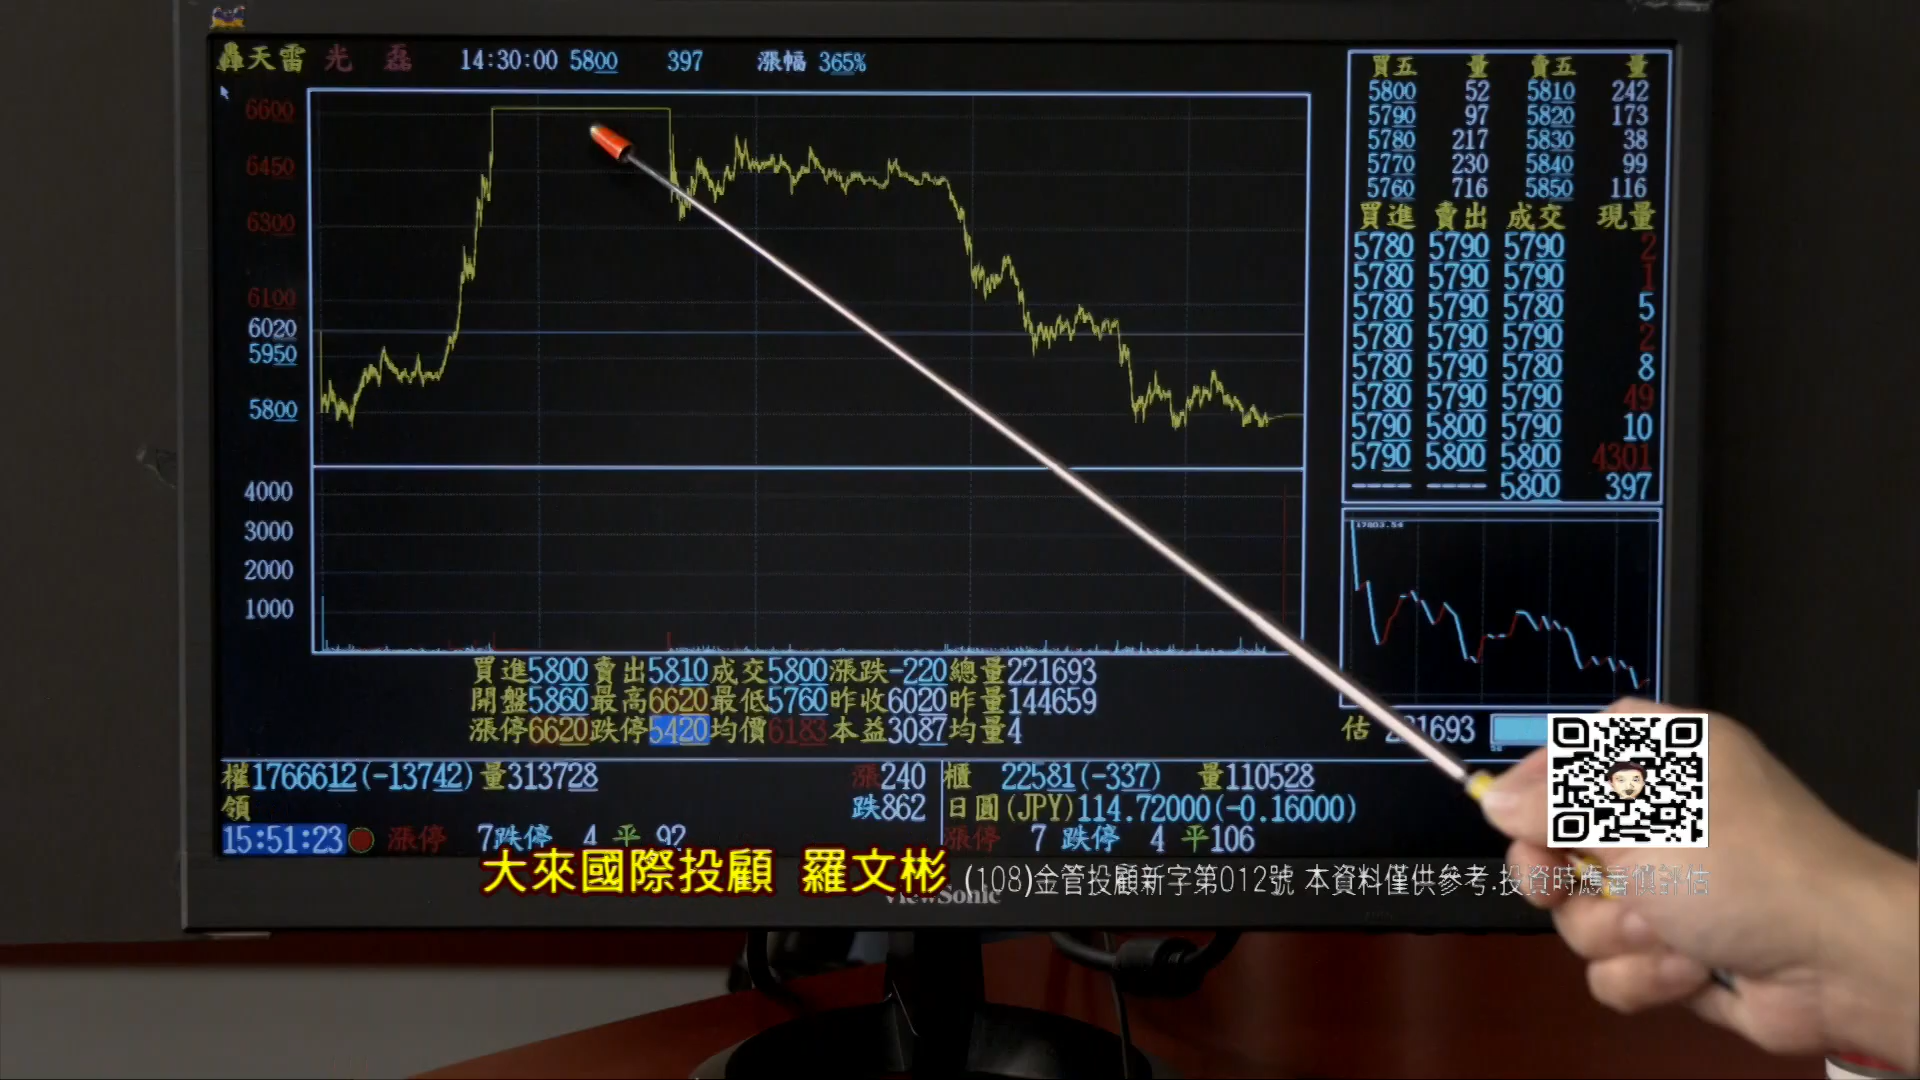 轟天雷 光 磊 14:30:00 5800 397 漲幅 365%
6600
6450
6300
6100
6020
5950
5800
4000
3000
2000
1000
買五 量 賣五 量
5800 52 5810 242
5790 97 5820 173
5780 217 5830 38
5770 230 5840 99
5760 716 5850 116
買進 賣出 成交 現量
5780 5790 5790 2
5780 5790 5790 1
5780 5790 5780 5
5780 5790 5790 2
5780 5790 5780 8
5780 5790 5790 49
5790 5800 5790 10
5790 5800 5800 4301
---- ---- 5800 397
17803.54
買進5800賣出5810成交5800漲跌-220總量221693
開盤5860最高6620最低5760昨收6020昨量144659
漲停6620跌停5420均價6183本益3087均量4
估 221693
權1766612(-13742)量313728 漲240
領 跌862
15:51:23 漲停 7跌停 4 平 92
櫃 22581(-337) 量110528
日圓(JPY)114.72000(-0.16000)
漲停 7 跌停 4 平106
大來國際投顧 羅文彬 (108)金管投顧新字第012號 本資料僅供參考.投資時應審慎評估
ViewSonic